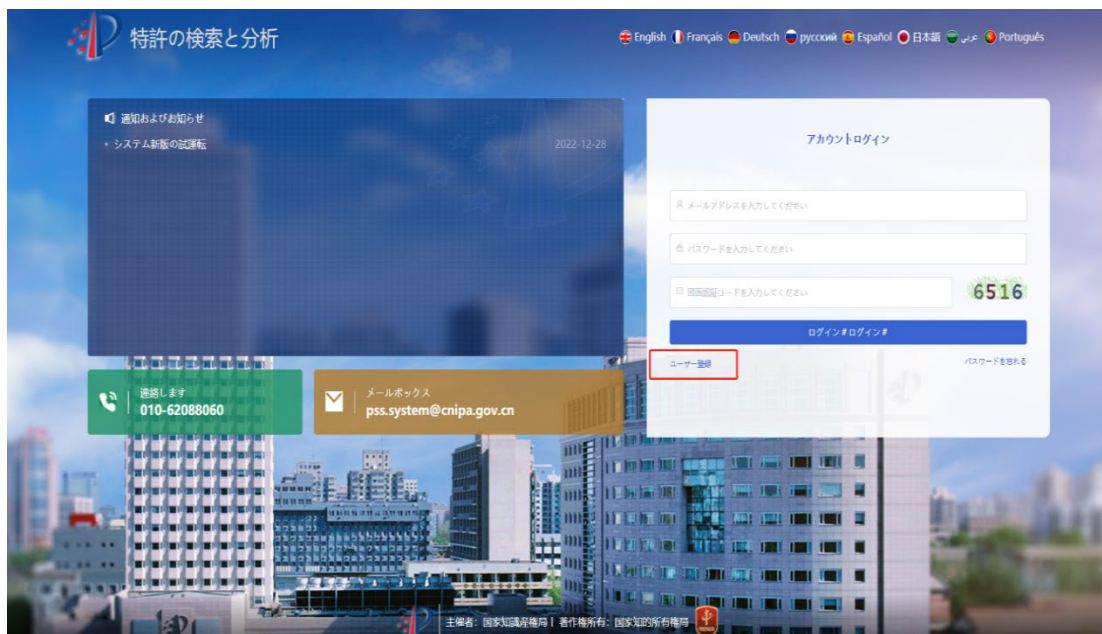 特許の検索と分析
English Français Deutsch русский Español 日本語 عربي Português
通知およびお知らせ
• システム新版の試運転 2022-12-28
アカウントログイン
メールアドレスを入力してください
パスワードを入力してください
図面認証コードを入力してください
6516
ログイン#ログイン#
ユーザー登録 パスワードを忘れる
連絡します
010-62088060
メールボックス
pss.system@cnipa.gov.cn
主催者：国家知識産権局 | 著作権所有：国家知的所有権局